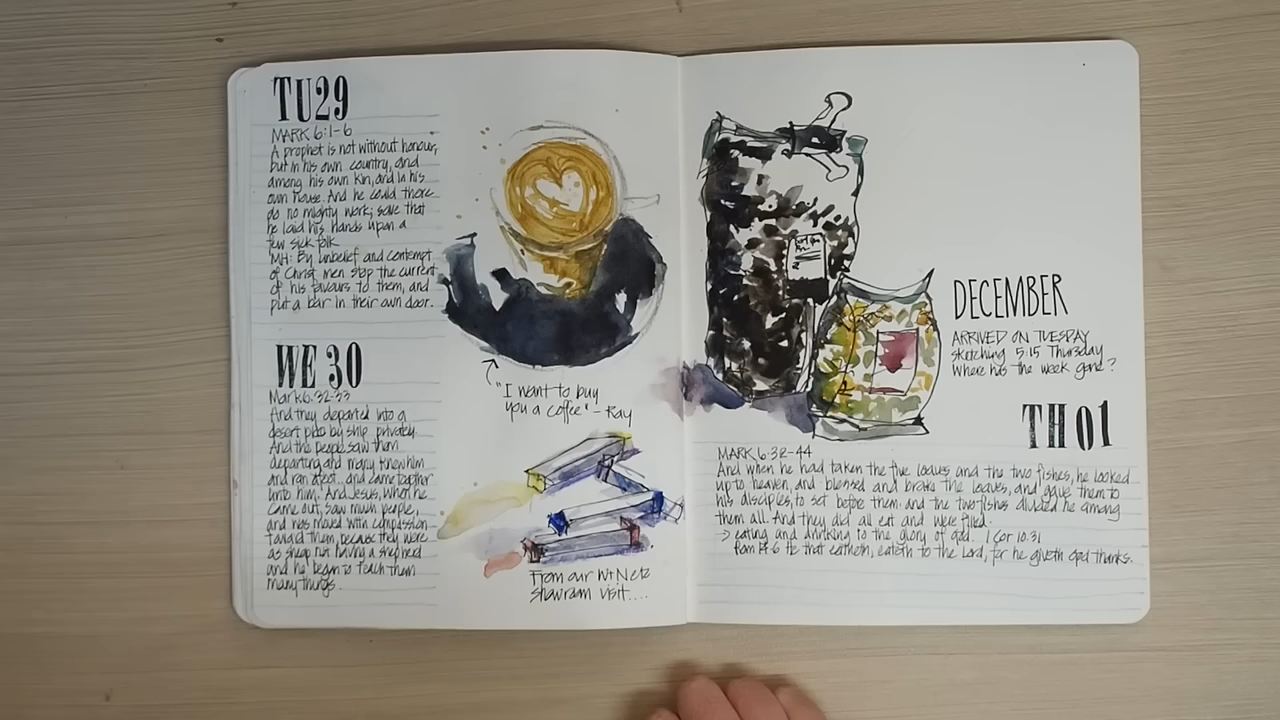 TU29
MARK 6:1-6
A prophet is not without honour,
but in his own country, and
among his own kin, and in his
own house. And he could there
do no mighty work, save that
he laid his hands upon a
few sick folk
MH: By unbelief and contempt
of Christ men stop the current
of his favours to them, and
put a bar in their own door.
WE 30
Mark 6:32-33
And they departed into a
desert place by ship privately.
And the people saw them
departing and many knew him
and ran afoot... and came together
unto him. And Jesus, when he
came out, saw much people,
and was moved with compassion
toward them, because they were
as sheep not having a shepherd
and he began to teach them
many things.
"I want to buy
you a coffee" - Ray
From our
Showroom visit....
DECEMBER
ARRIVED ON TUESDAY
sketching 5.15 Thursday
Where has the week gone?
TH 01
MARK 6:32-44
And when he had taken the five loaves and the two fishes, he looked
up to heaven, and blessed and brake the loaves, and gave them to
his disciples, to set before them: and the two fishes divided he among
them all. And they did all eat and were filled.
→ eating and drinking to the glory of God. 1 Cor 10.31
Rom 14-6 He that eateth, eateth to the Lord, for he giveth God thanks.